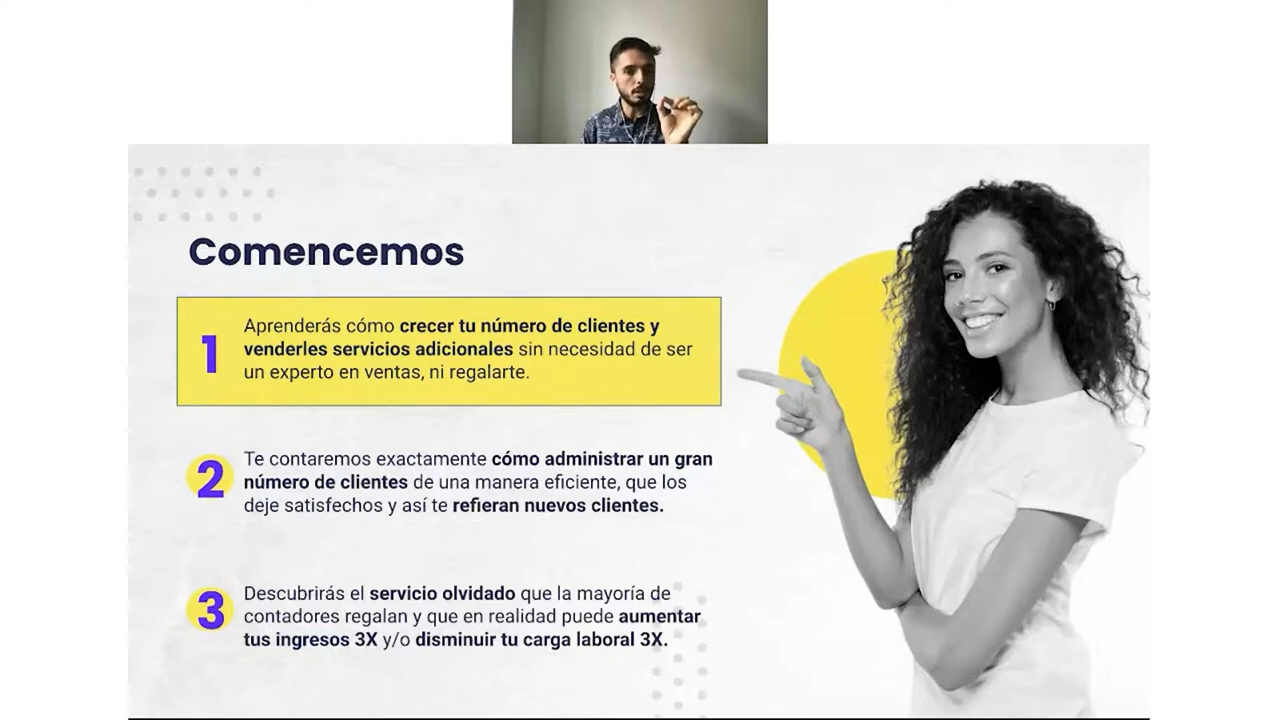 Comencemos
1
Aprenderás cómo crecer tu número de clientes y
venderles servicios adicionales sin necesidad de ser
un experto en ventas, ni regalarte.
2
Te contaremos exactamente cómo administrar un gran
número de clientes de una manera eficiente, que los
deje satisfechos y así te refieran nuevos clientes.
3
Descubrirás el servicio olvidado que la mayoría de
contadores regalan y que en realidad puede aumentar
tus ingresos 3X y/o disminuir tu carga laboral 3X.